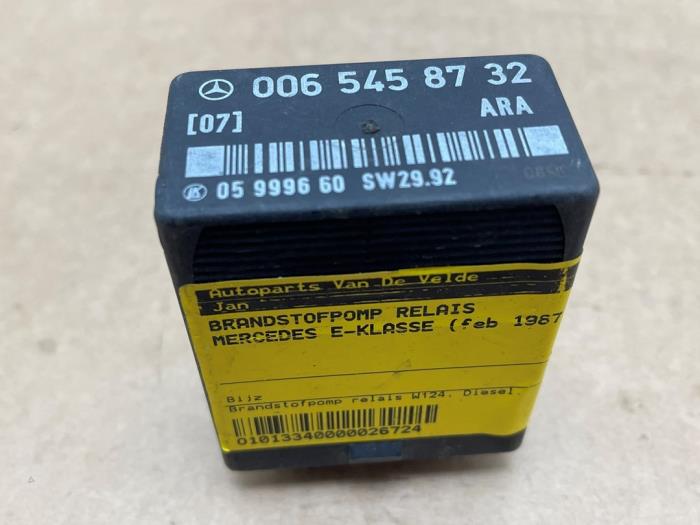 006 545 87 32
[07] ARA
05 9996 60 SW29.92
Autoparts Van De Velde
Jan
BRANDSTOFPOMP RELAIS
MERCEDES E-KLASSE (feb 1987
Bijz
Brandstofpomp relais W124. Diesel.
01013340000026724